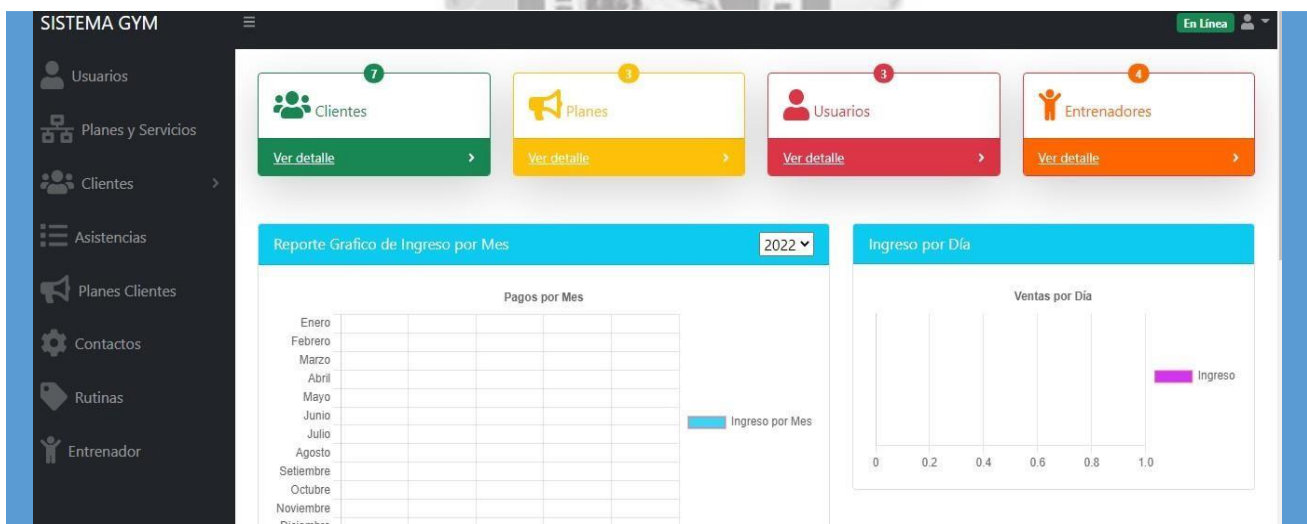 SISTEMA GYM
En Línea
Usuarios
Planes y Servicios
Clientes
Asistencias
Planes Clientes
Contactos
Rutinas
Entrenador
7
Clientes
Ver detalle
3
Planes
Ver detalle
3
Usuarios
Ver detalle
4
Entrenadores
Ver detalle
Reporte Grafico de Ingreso por Mes
2022
Pagos por Mes
Enero
Febrero
Marzo
Abril
Mayo
Junio
Julio
Agosto
Setiembre
Octubre
Noviembre
Diciembre
Ingreso por Mes
Ingreso por Día
Ventas por Día
Ingreso
0 0.2 0.4 0.6 0.8 1.0